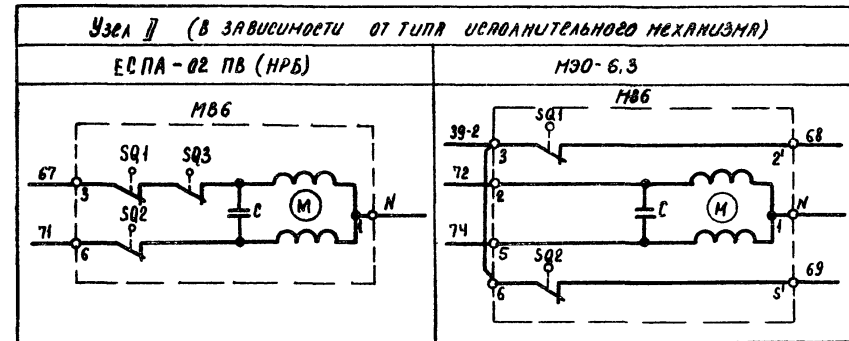 Узел II (в зависимости от типа исполнительного механизма)
ЕСПА-02 ПВ (НРБ)
МЭО-6,3
МВ6
SQ1 SQ3
67
3
SQ2
C
М
1
N
71
6
МВ6
SQ1
39-2
3
2'
68
72
2
C
М
1
N
74
5
SQ2
6
5'
69